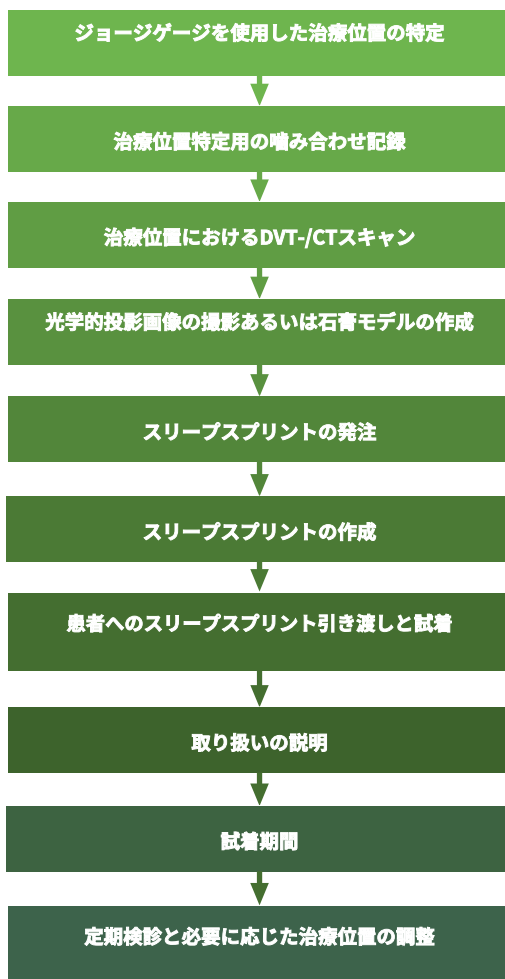 ジョージゲージを使用した治療位置の特定
治療位置特定用の噛み合わせ記録
治療位置におけるDVT-/CTスキャン
光学的投影画像の撮影あるいは石膏モデルの作成
スリープスプリントの発注
スリープスプリントの作成
患者へのスリープスプリント引き渡しと試着
取り扱いの説明
試着期間
定期検診と必要に応じた治療位置の調整